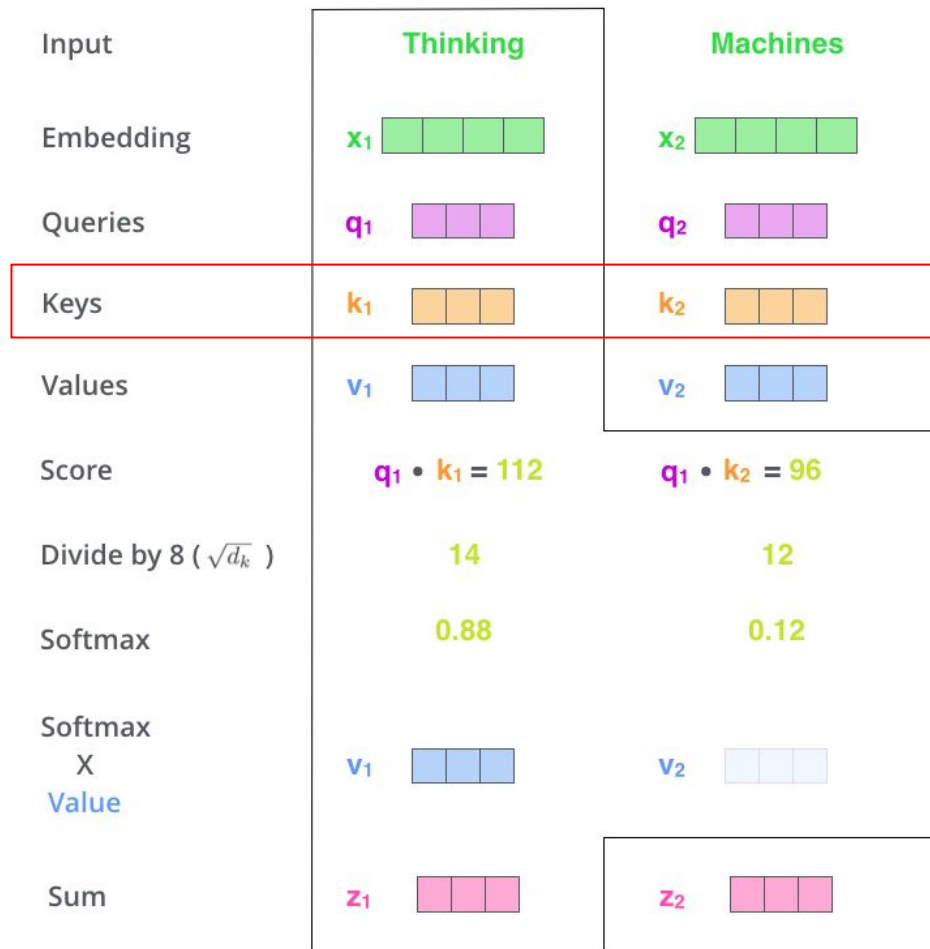 Input Thinking Machines
Embedding x₁ x₂
Queries q₁ q₂
Keys k₁ k₂
Values v₁ v₂
Score q₁ • k₁ = 112 q₁ • k₂ = 96
Divide by 8 ( √dₖ ) 14 12
Softmax 0.88 0.12
Softmax
X v₁ v₂
Value
Sum z₁ z₂